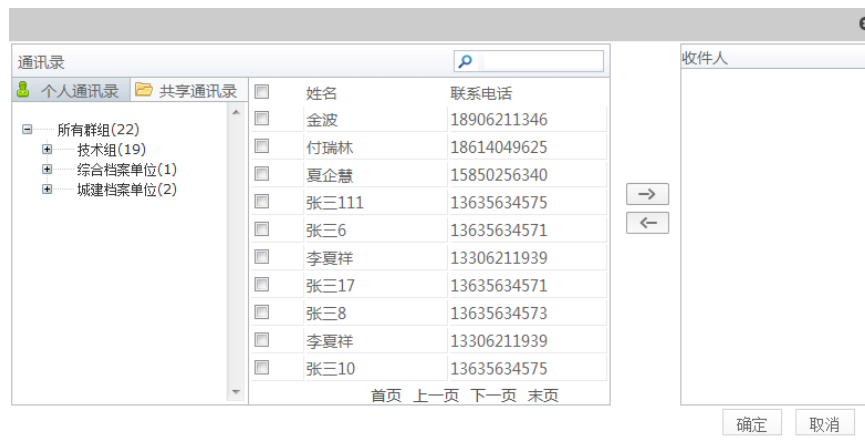 通讯录
收件人
个人通讯录 共享通讯录
所有群组(22)
技术组(19)
综合档案单位(1)
城建档案单位(2)
姓名 联系电话
金波 18906211346
付瑞林 18614049625
夏企慧 15850256340
张三111 13635634575
张三6 13635634571
李夏祥 13306211939
张三17 13635634571
张三8 13635634573
李夏祥 13306211939
张三10 13635634575
首页 上一页 下一页 末页
确定 取消